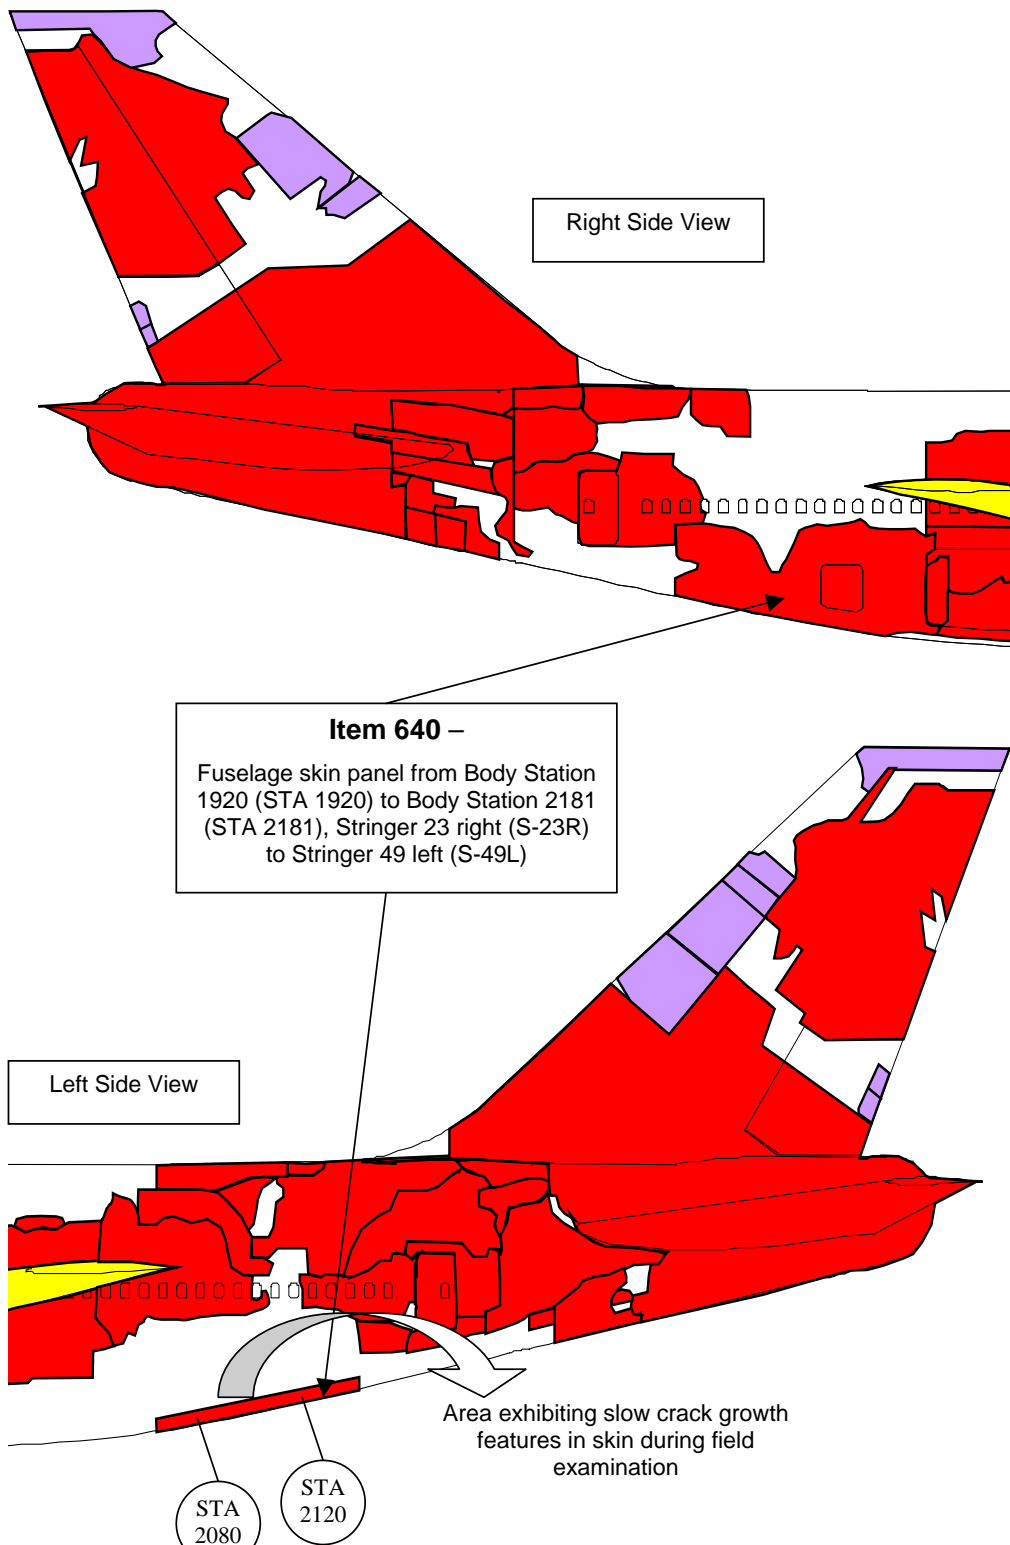 Right Side View
Item 640 –
Fuselage skin panel from Body Station
1920 (STA 1920) to Body Station 2181
(STA 2181), Stringer 23 right (S-23R)
to Stringer 49 left (S-49L)
Left Side View
Area exhibiting slow crack growth
features in skin during field
examination
STA
2080
STA
2120